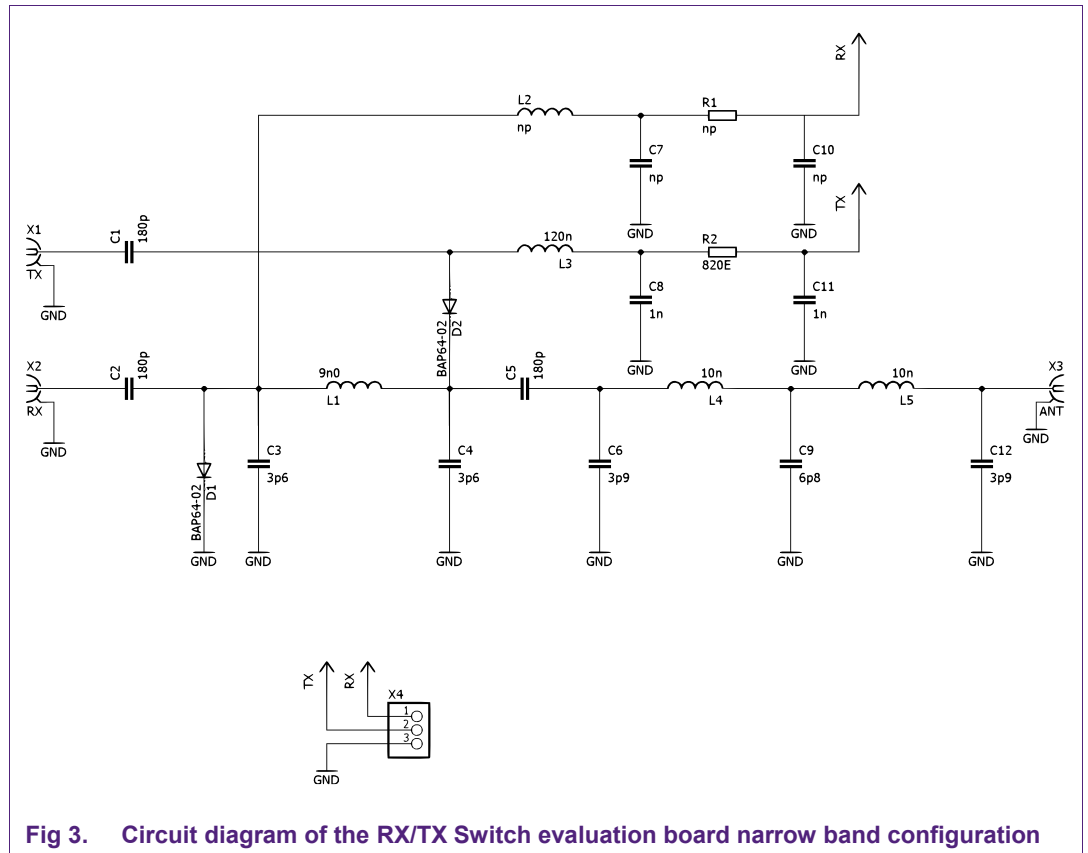 RX
L2
np
R1
np
C7
np
C10
np
GND
GND
TX
X1
TX
GND
C1
180p
120n
L3
R2
820E
C8
1n
C11
1n
GND
GND
BAP64-02
D2
X2
RX
GND
C2
180p
9n0
L1
C5
180p
10n
L4
10n
L5
X3
ANT
GND
BAP64-02
D1
C3
3p6
C4
3p6
C6
3p9
C9
6p8
C12
3p9
GND
GND
GND
GND
GND
GND
TX
RX
X4
1
2
3
GND
Fig 3. Circuit diagram of the RX/TX Switch evaluation board narrow band configuration